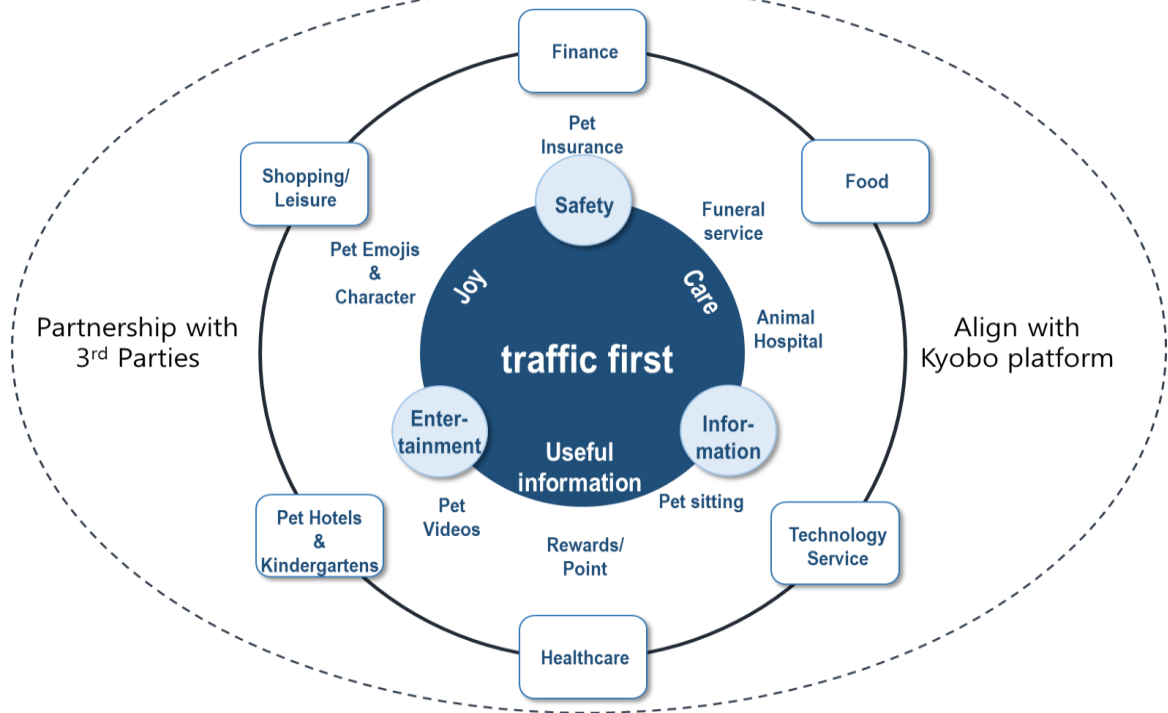 Finance
Pet
Insurance
Shopping/
Leisure
Safety
Food
Funeral
service
Pet Emojis
&
Character
Joy
Care
Partnership with
3rd Parties
traffic first
Animal
Hospital
Align with
Kyobo platform
Enter-
tainment
Useful
information
Infor-
mation
Pet Hotels
&
Kindergartens
Pet
Videos
Rewards/
Point
Pet sitting
Technology
Service
Healthcare